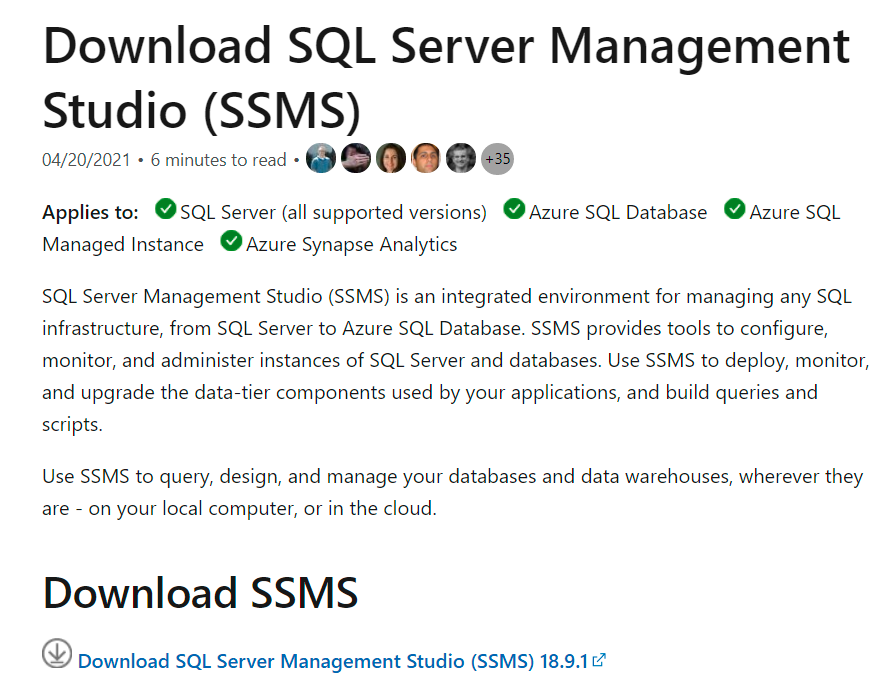 Download SQL Server Management
Studio (SSMS)
04/20/2021 • 6 minutes to read • +35
Applies to: SQL Server (all supported versions) Azure SQL Database Azure SQL
Managed Instance Azure Synapse Analytics
SQL Server Management Studio (SSMS) is an integrated environment for managing any SQL
infrastructure, from SQL Server to Azure SQL Database. SSMS provides tools to configure,
monitor, and administer instances of SQL Server and databases. Use SSMS to deploy, monitor,
and upgrade the data-tier components used by your applications, and build queries and
scripts.
Use SSMS to query, design, and manage your databases and data warehouses, wherever they
are - on your local computer, or in the cloud.
Download SSMS
Download SQL Server Management Studio (SSMS) 18.9.1